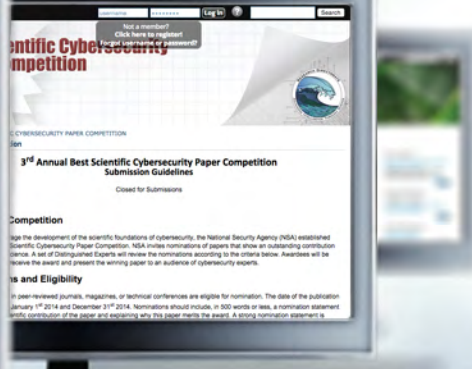 Log In ? Search
Not a member?
Click here to register!
Forgot username or password?
entific Cybersecurity
mpetition
C CYBERSECURITY PAPER COMPETITION
tion
3rd Annual Best Scientific Cybersecurity Paper Competition
Submission Guidelines
Closed for Submissions
Competition
age the development of the scientific foundations of cybersecurity, the National Security Agency (NSA) established
Scientific Cybersecurity Paper Competition. NSA invites nominations of papers that show an outstanding contribution
cience. A set of Distinguished Experts will review the nominations according to the criteria below. Awardees will be
receive the award and present the winning paper to an audience of cybersecurity experts.
ns and Eligibility
in peer-reviewed journals, magazines, or technical conferences are eligible for nomination. The date of the publication
January 1st 2014 and December 31st 2014. Nominations should include, in 500 words or less, a nomination statement
entific contribution of the paper and explaining why this paper merits the award. A strong nomination statement is